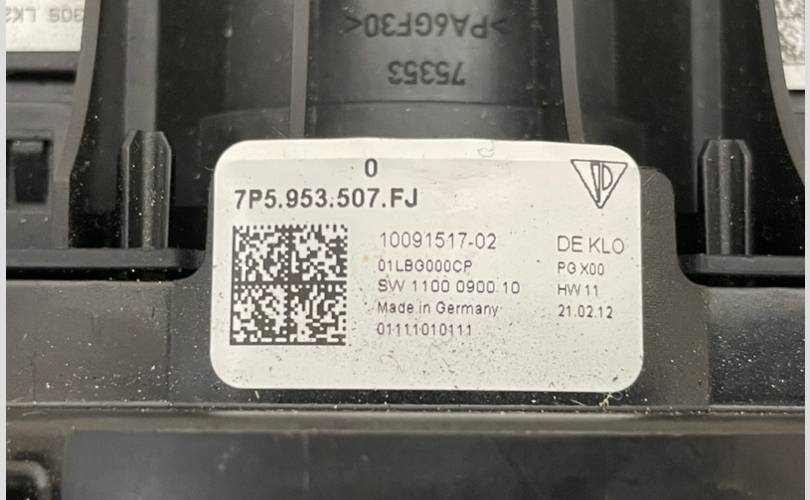 >PA6GF30<
75353
0
7P5.953.507.FJ
10091517-02
DE KLO
01LBG000CP
PG X00
SW 1100 0900 10
HW 11
Made in Germany
21.02.12
01111010111